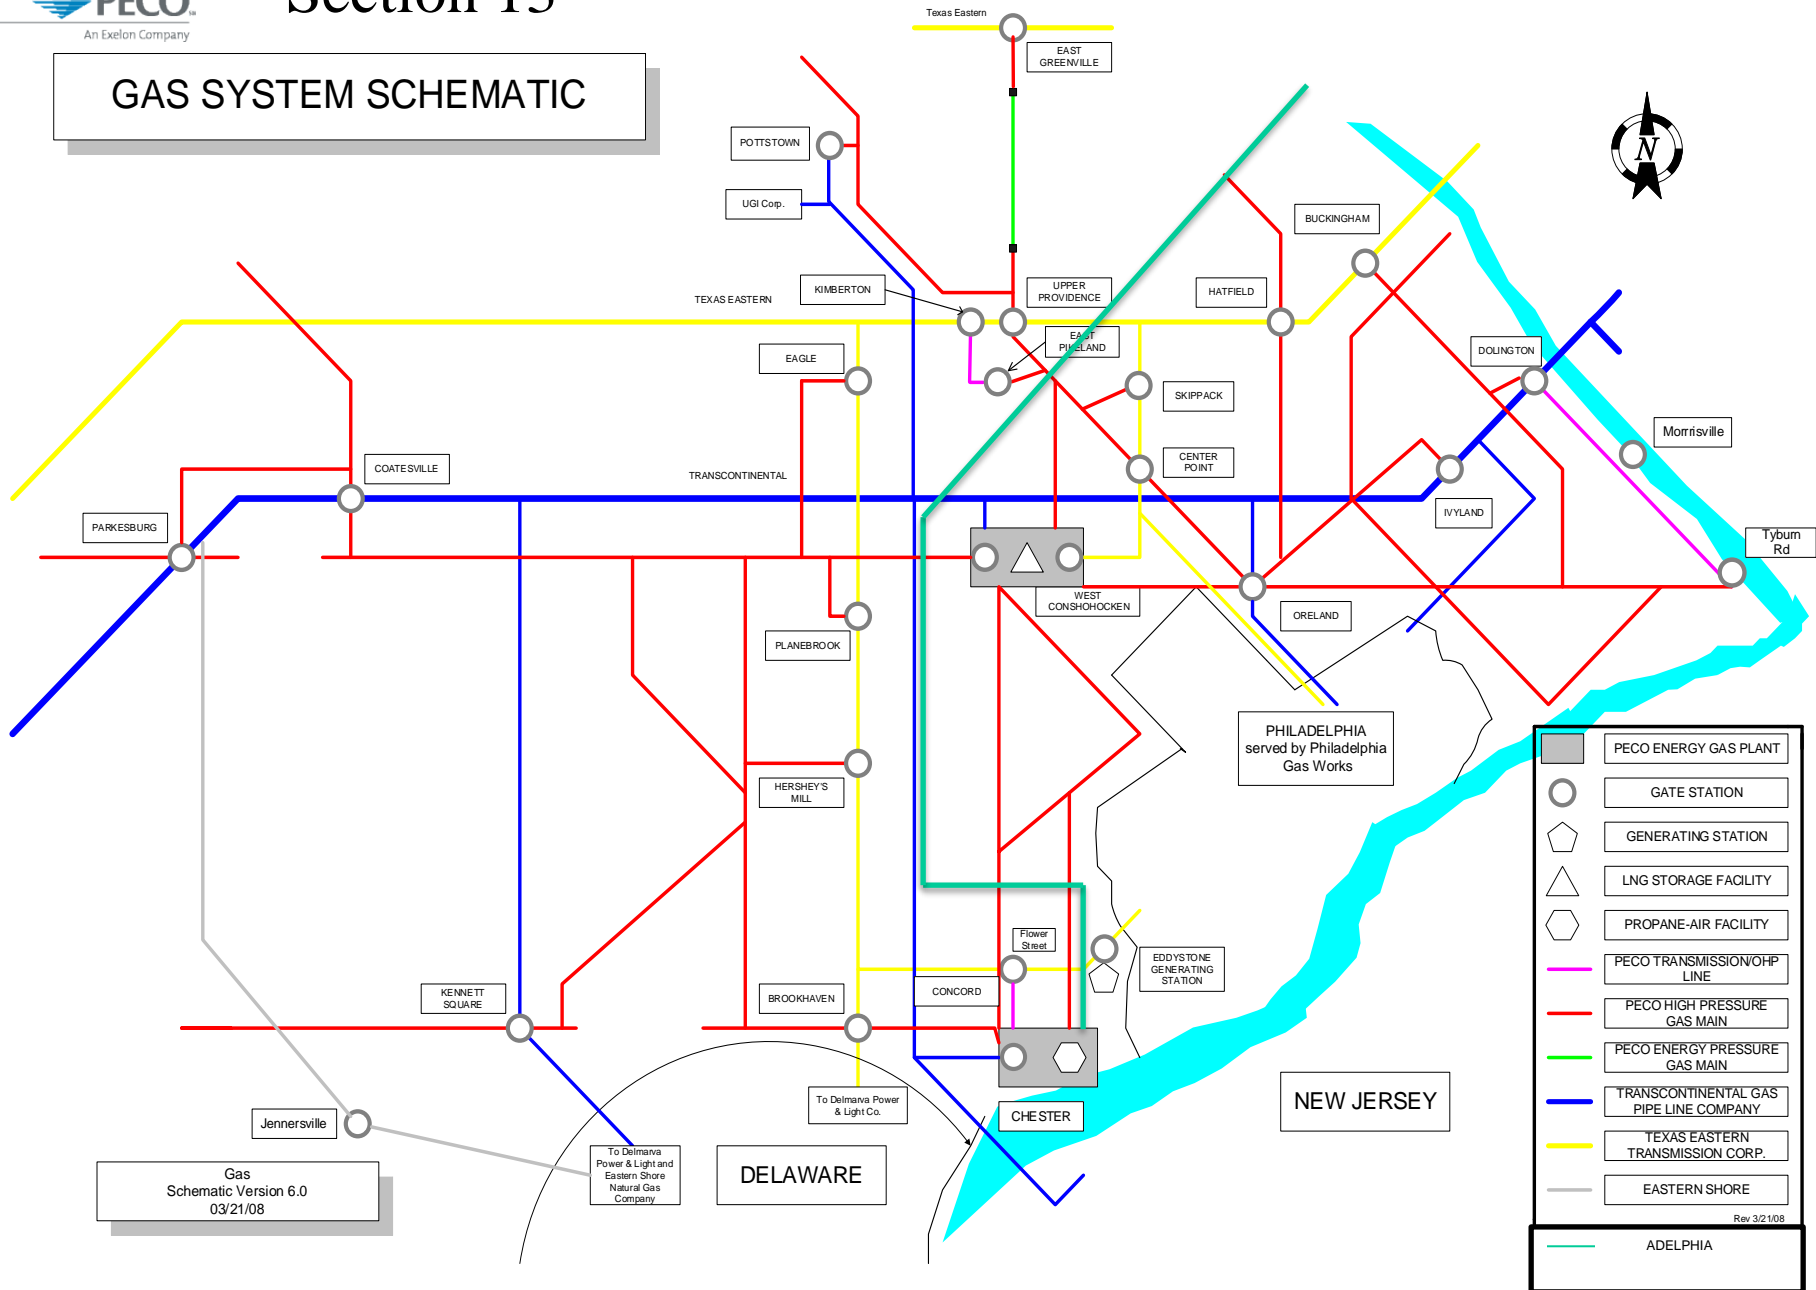 Section 13
PECO
An Exelon Company
GAS SYSTEM SCHEMATIC
Texas Eastern
EAST
GREENVILLE
POTTSTOWN
UGI Corp.
N
BUCKINGHAM
KIMBERTON
UPPER
PROVIDENCE
HATFIELD
TEXAS EASTERN
EAST
PIKELAND
EAGLE
DOLINGTON
SKIPPACK
Morrrisville
CENTER
POINT
COATESVILLE
TRANSCONTINENTAL
IVYLAND
PARKESBURG
Tyburn
Rd
WEST
CONSHOHOCKEN
ORELAND
PLANEBROOK
PHILADELPHIA
served by Philadelphia
Gas Works
HERSHEY'S
MILL
Flower
Street
EDDYSTONE
GENERATING
STATION
KENNETT
SQUARE
BROOKHAVEN
CONCORD
To Delmarva Power
& Light Co.
CHESTER
NEW JERSEY
Jennersville
To Delmarva
Power & Light and
Eastern Shore
Natural Gas
Company
DELAWARE
Gas
Schematic Version 6.0
03/21/08
PECO ENERGY GAS PLANT
GATE STATION
GENERATING STATION
LNG STORAGE FACILITY
PROPANE-AIR FACILITY
PECO TRANSMISSION/OHP
LINE
PECO HIGH PRESSURE
GAS MAIN
PECO ENERGY PRESSURE
GAS MAIN
TRANSCONTINENTAL GAS
PIPE LINE COMPANY
TEXAS EASTERN
TRANSMISSION CORP.
EASTERN SHORE
Rev 3/21/08
ADELPHIA